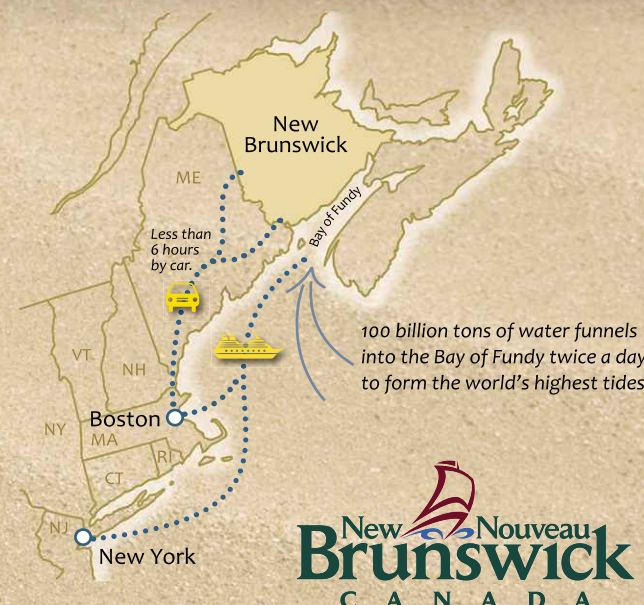 New
Brunswick
ME
Bay of Fundy
Less than
6 hours
by car.
100 billion tons of water funnels
into the Bay of Fundy twice a day
to form the world's highest tides
VT
NH
Boston
NY
MA
RI
CT
NJ
New York
New Nouveau
Brunswick
CANADA